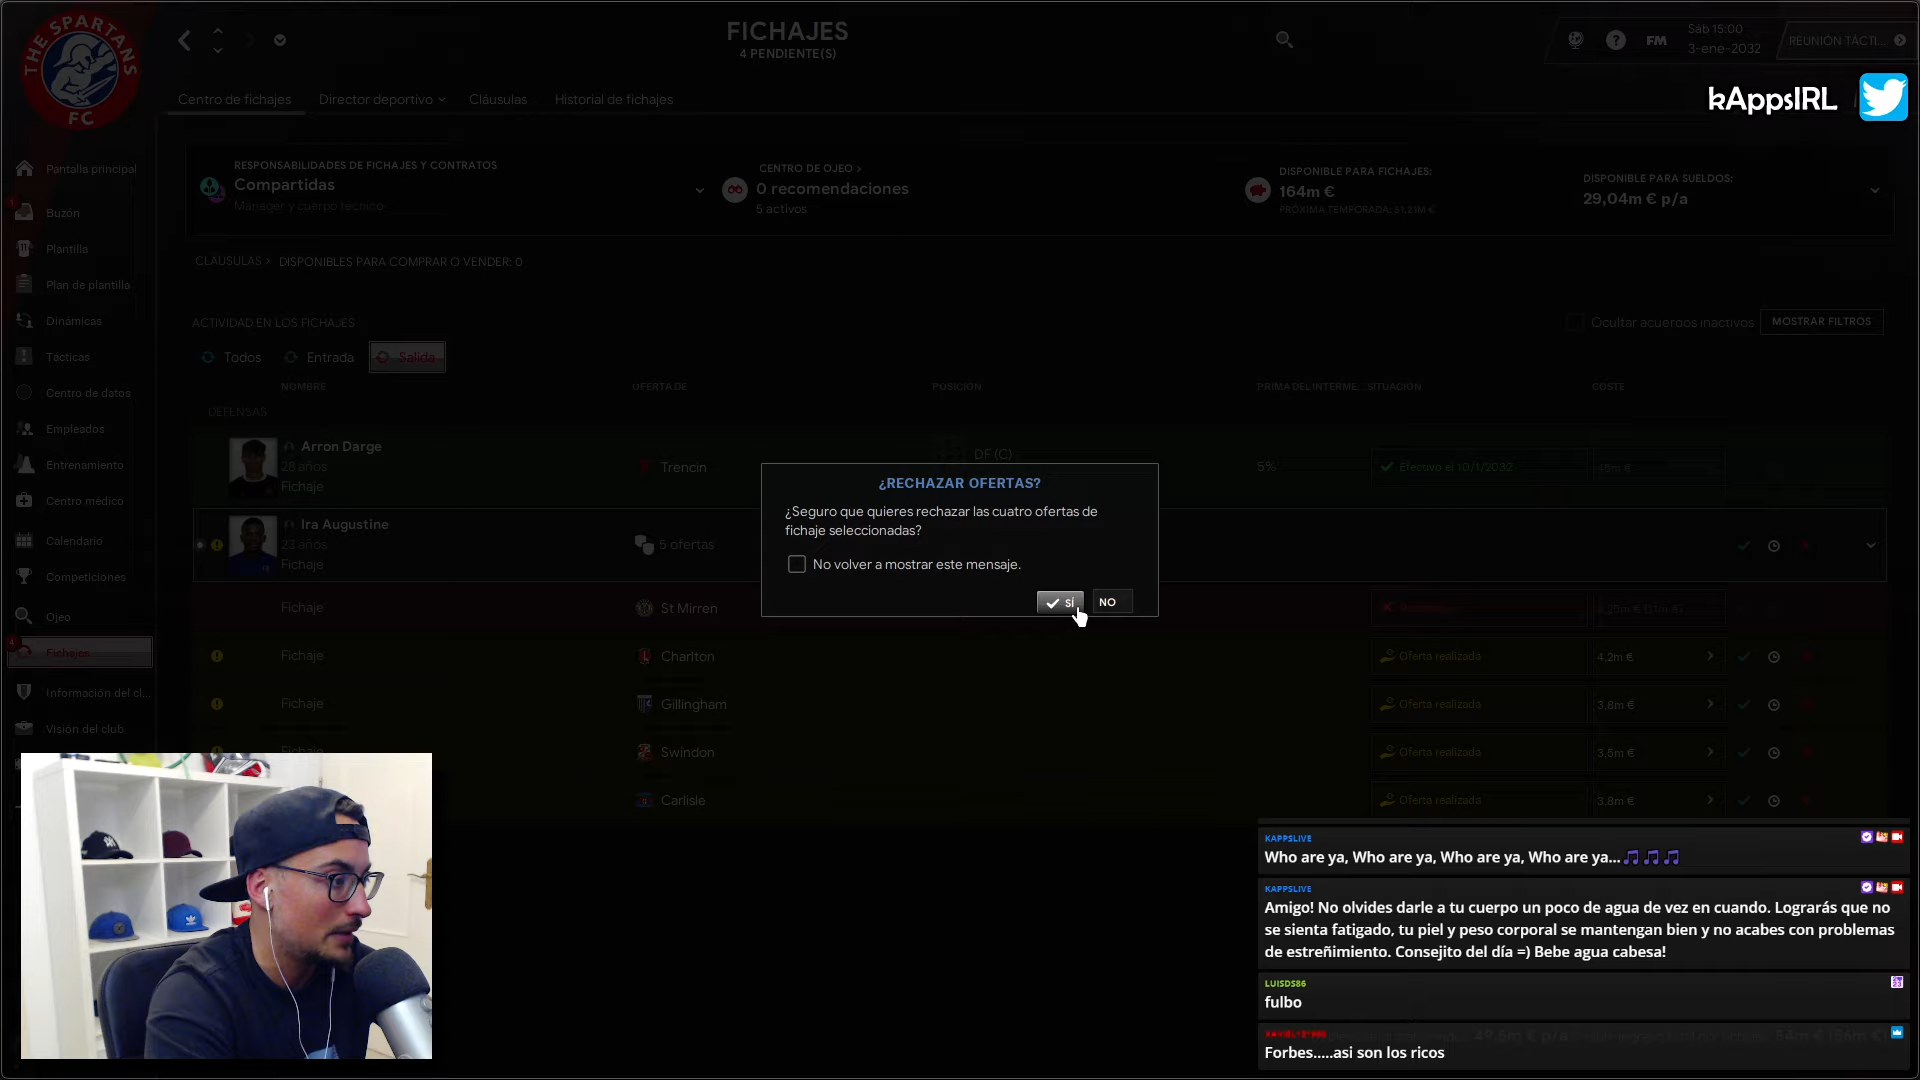 THE SPARTANS
FC
FICHAJES
4 PENDIENTE(S)
FM
Sáb 15:00
3-ene-2032
REUNIÓN TÁCTI...
kAppsIRL
Centro de fichajes
Director deportivo
Cláusulas
Historial de fichajes
RESPONSABILIDADES DE FICHAJES Y CONTRATOS
Compartidas
Mánager y cuerpo técnico
CENTRO DE OJEO >
0 recomendaciones
5 activos
DISPONIBLE PARA FICHAJES:
164m €
PRÓXIMA TEMPORADA: 51,21M €
DISPONIBLE PARA SUELDOS:
29,04m € p/a
CLÁUSULAS > DISPONIBLES PARA COMPRAR O VENDER: 0
ACTIVIDAD EN LOS FICHAJES
Ocultar acuerdos inactivos
MOSTRAR FILTROS
Todos
Entrada
Salida
NOMBRE
OFERTA DE
POSICIÓN
PRIMA DEL INTERME...
SITUACIÓN
COSTE
DEFENSAS
Arron Darge
28 años
Fichaje
Trencin
DF (C)
5%
Efectivo el 10/1/2032
Ira Augustine
23 años
Fichaje
5 ofertas
Fichaje
St Mirren
Fichaje
Charlton
Oferta realizada
4,2m €
Fichaje
Gillingham
Oferta realizada
3,8m €
Fichaje
Swindon
Oferta realizada
3,5m €
Carlisle
Oferta realizada
3,8m €
¿RECHAZAR OFERTAS?
¿Seguro que quieres rechazar las cuatro ofertas de
fichaje seleccionadas?
No volver a mostrar este mensaje.
SÍ
NO
Pantalla principal
1
Buzón
Plantilla
Plan de plantilla
Dinámicas
Tácticas
Centro de datos
Empleados
Entrenamiento
Centro médico
Calendario
Competiciones
Ojeo
4
Fichajes
Información del cl...
Visión del club
KAPPSLIVE
Who are ya, Who are ya, Who are ya, Who are ya...🎵🎵🎵
KAPPSLIVE
Amigo! No olvides darle a tu cuerpo un poco de agua de vez en cuando. Lograrás que no
se sienta fatigado, tu piel y peso corporal se mantengan bien y no acabes con problemas
de estreñimiento. Consejito del día =) Bebe agua cabesa!
LUISDS86
fulbo
49,6m € p/a
Forbes.....asi son los ricos